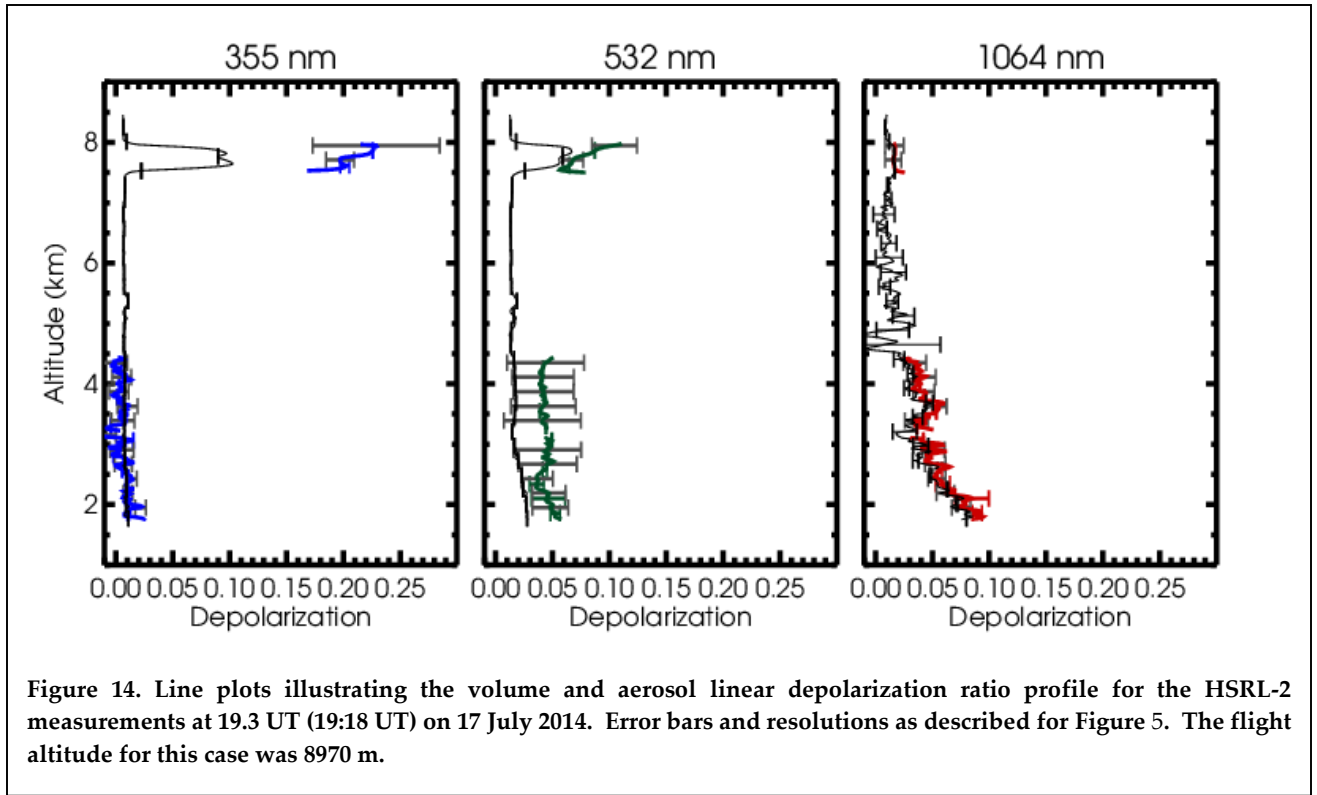 355 nm
532 nm
1064 nm
Altitude (km)
8
6
4
2
0.00 0.05 0.10 0.15 0.20 0.25
0.00 0.05 0.10 0.15 0.20 0.25
0.00 0.05 0.10 0.15 0.20 0.25
Depolarization
Depolarization
Depolarization
Figure 14. Line plots illustrating the volume and aerosol linear depolarization ratio profile for the HSRL-2
measurements at 19.3 UT (19:18 UT) on 17 July 2014. Error bars and resolutions as described for Figure 5. The flight
altitude for this case was 8970 m.